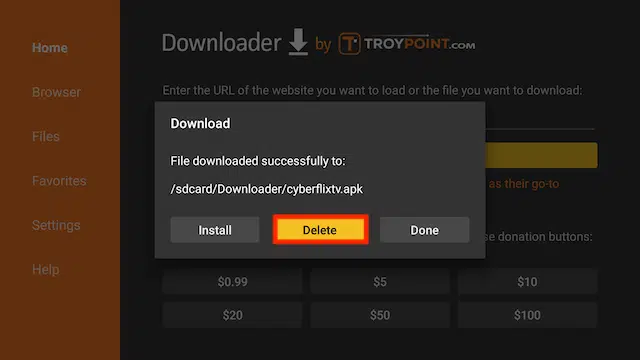 Home
Browser
Files
Favorites
Settings
Help
Downloader by TROYPOINT.COM
Enter the URL of the website you want to load or the file you want to download:
as their go-to
se donation buttons:
$0.99 $5 $10
$20 $50 $100
Download
File downloaded successfully to:
/sdcard/Downloader/cyberflixtv.apk
Install Delete Done